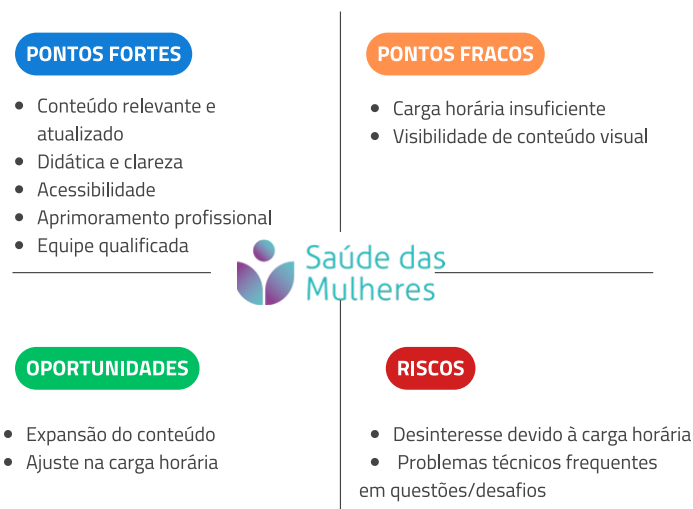 PONTOS FORTES
• Conteúdo relevante e
atualizado
• Didática e clareza
• Acessibilidade
• Aprimoramento profissional
• Equipe qualificada
PONTOS FRACOS
• Carga horária insuficiente
• Visibilidade de conteúdo visual
Saúde das
Mulheres
OPORTUNIDADES
• Expansão do conteúdo
• Ajuste na carga horária
RISCOS
• Desinteresse devido à carga horária
• Problemas técnicos frequentes
em questões/desafios